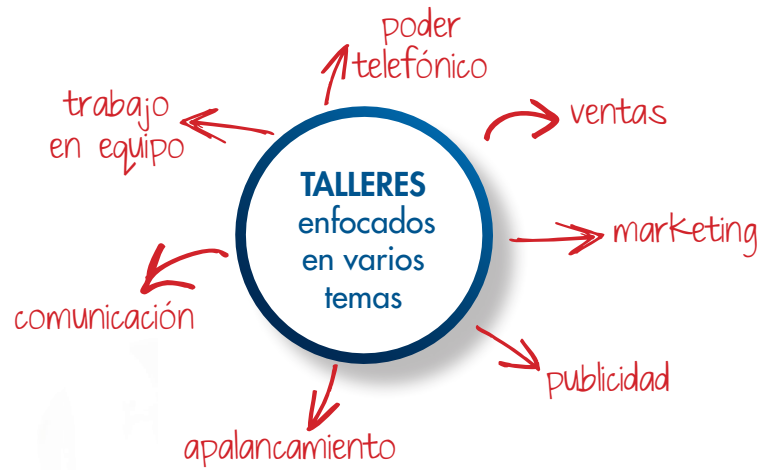 poder
telefónico
ventas
marketing
publicidad
apalancamiento
comunicación
trabajo
en equipo
TALLERES
enfocados
en varios
temas